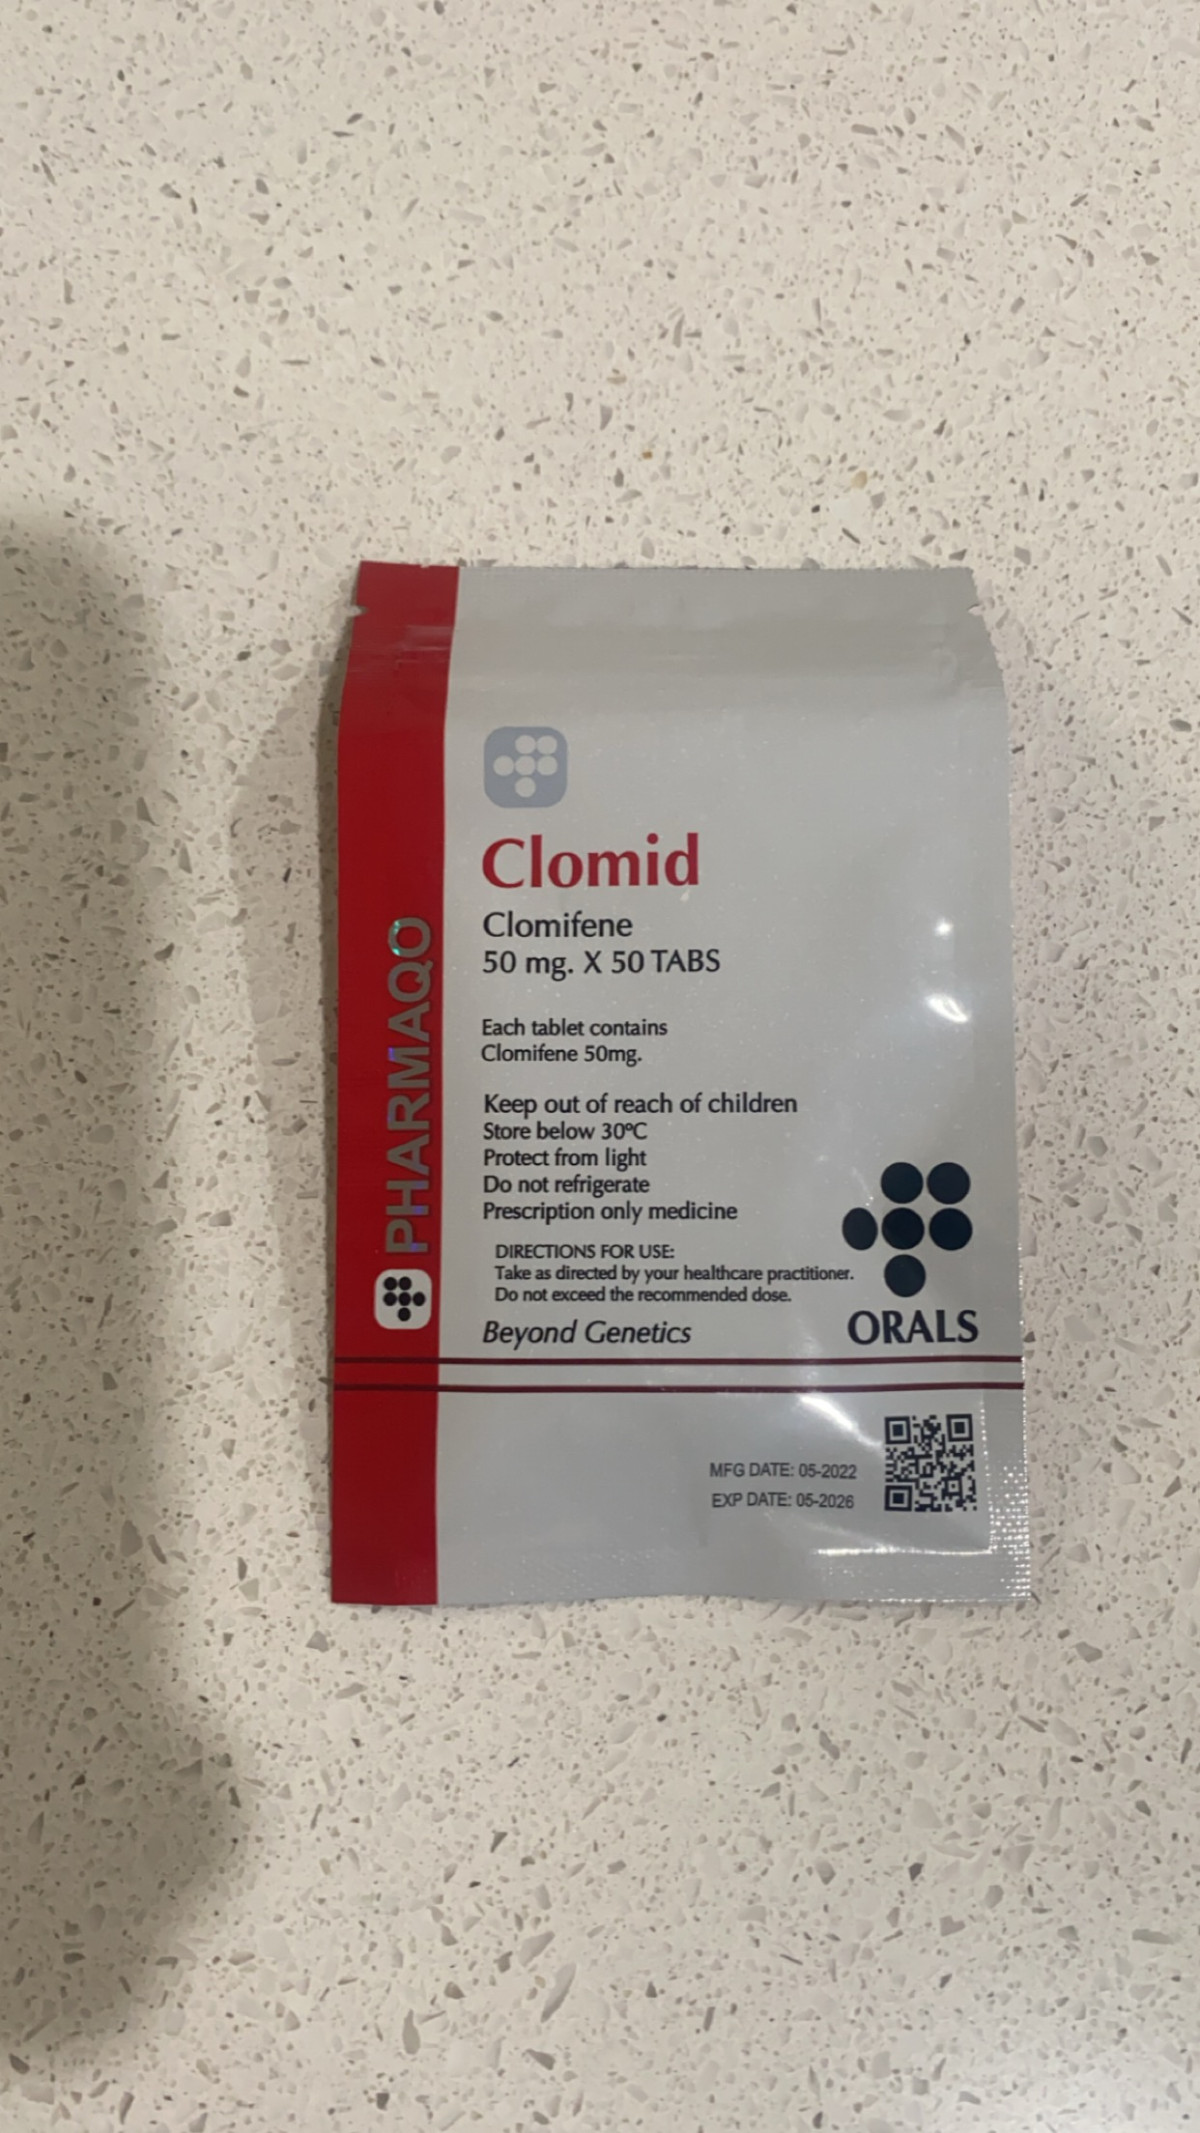 PHARMAQO
Clomid
Clomifene
50 mg. X 50 TABS
Each tablet contains
Clomifene 50mg.
Keep out of reach of children
Store below 30ºC
Protect from light
Do not refrigerate
Prescription only medicine
DIRECTIONS FOR USE:
Take as directed by your healthcare practitioner.
Do not exceed the recommended dose.
Beyond Genetics
ORALS
MFG DATE: 05-2022
EXP DATE: 05-2026